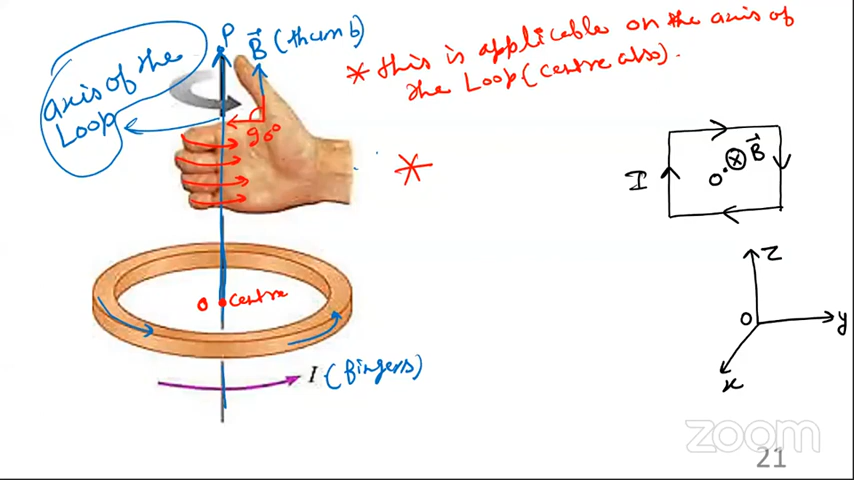 P
B⃗ (thumb)
axis of the
Loop
90°
* this is applicable on the axis of
the Loop (centre also).
*
I
O
⊗ B⃗
O centre
I (fingers)
Z
O
y
x
zoom
21